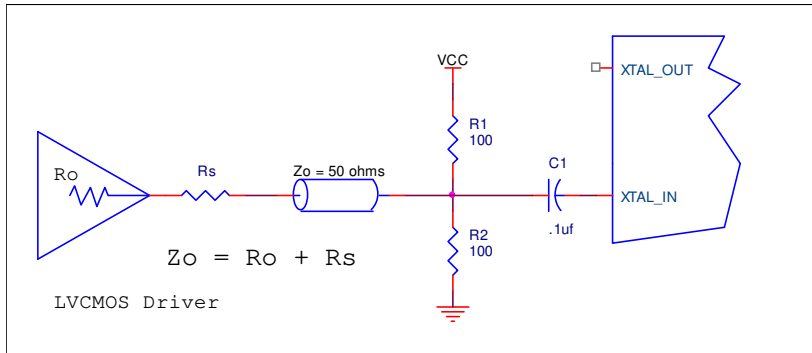 VCC
XTAL_OUT
R1
100
Ro
Rs
Zo = 50 ohms
C1
XTAL_IN
.1uf
R2
100
Zo = Ro + Rs
LVCMOS Driver